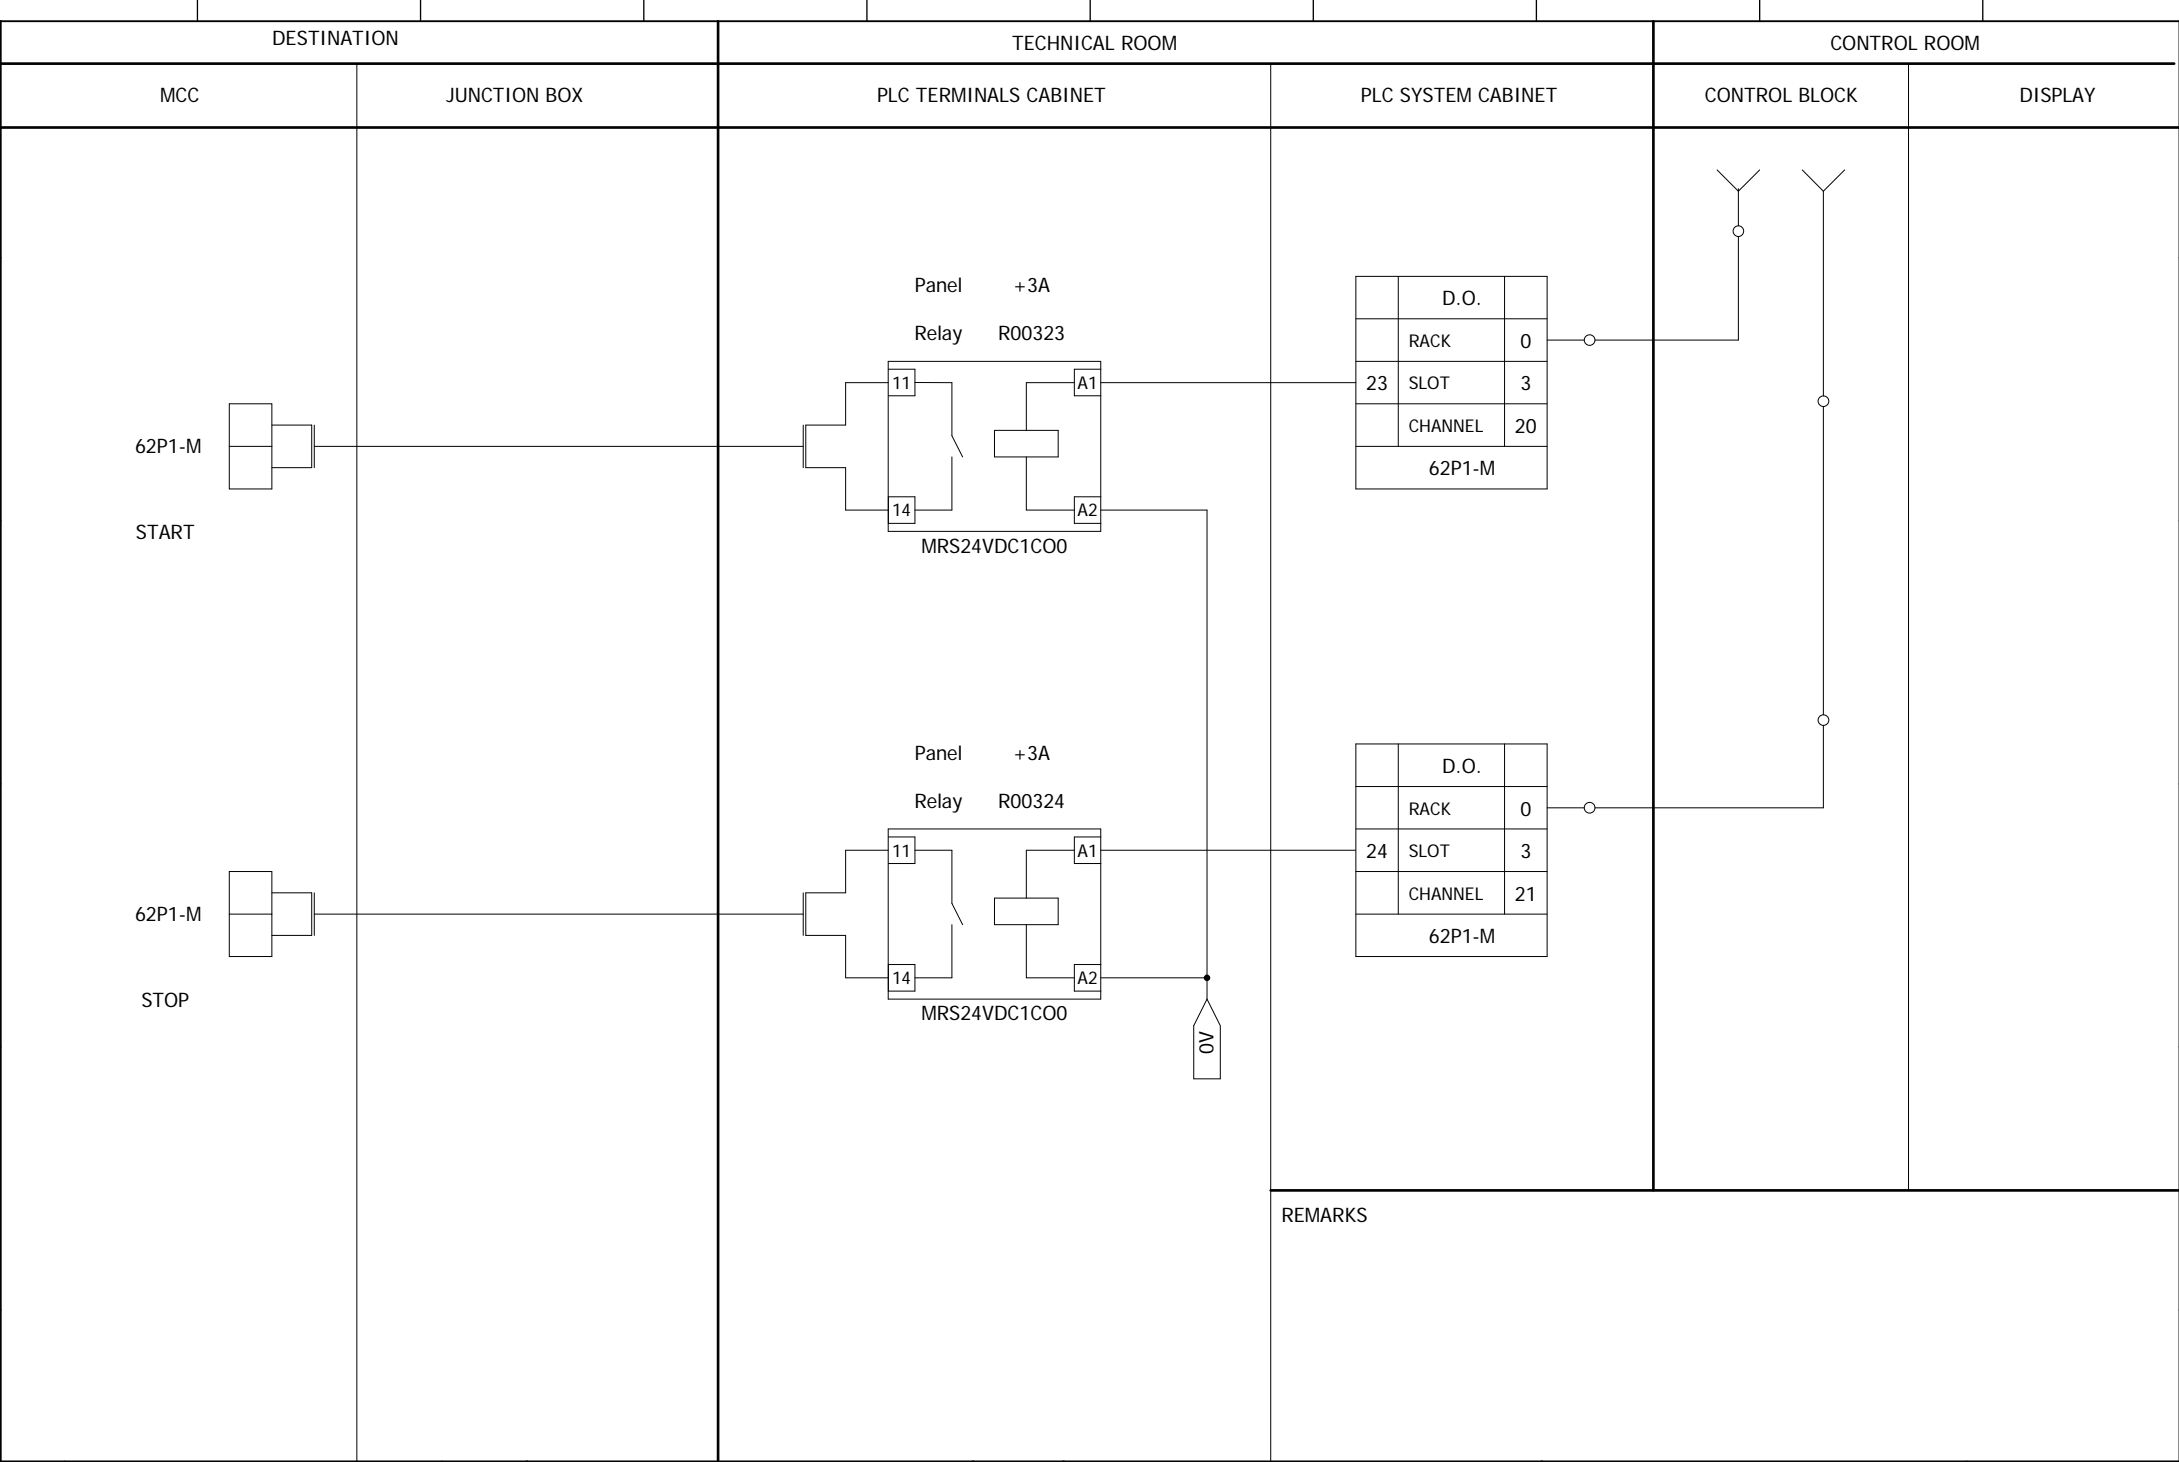 DESTINATION
TECHNICAL ROOM
CONTROL ROOM
MCC
JUNCTION BOX
PLC TERMINALS CABINET
PLC SYSTEM CABINET
CONTROL BLOCK
DISPLAY
Panel +3A
Relay R00323
11
A1
14
A2
MRS24VDC1CO0
62P1-M
START
D.O.
RACK 0
23 SLOT 3
CHANNEL 20
62P1-M
Panel +3A
Relay R00324
11
A1
14
A2
MRS24VDC1CO0
62P1-M
STOP
D.O.
RACK 0
24 SLOT 3
CHANNEL 21
62P1-M
0V
REMARKS